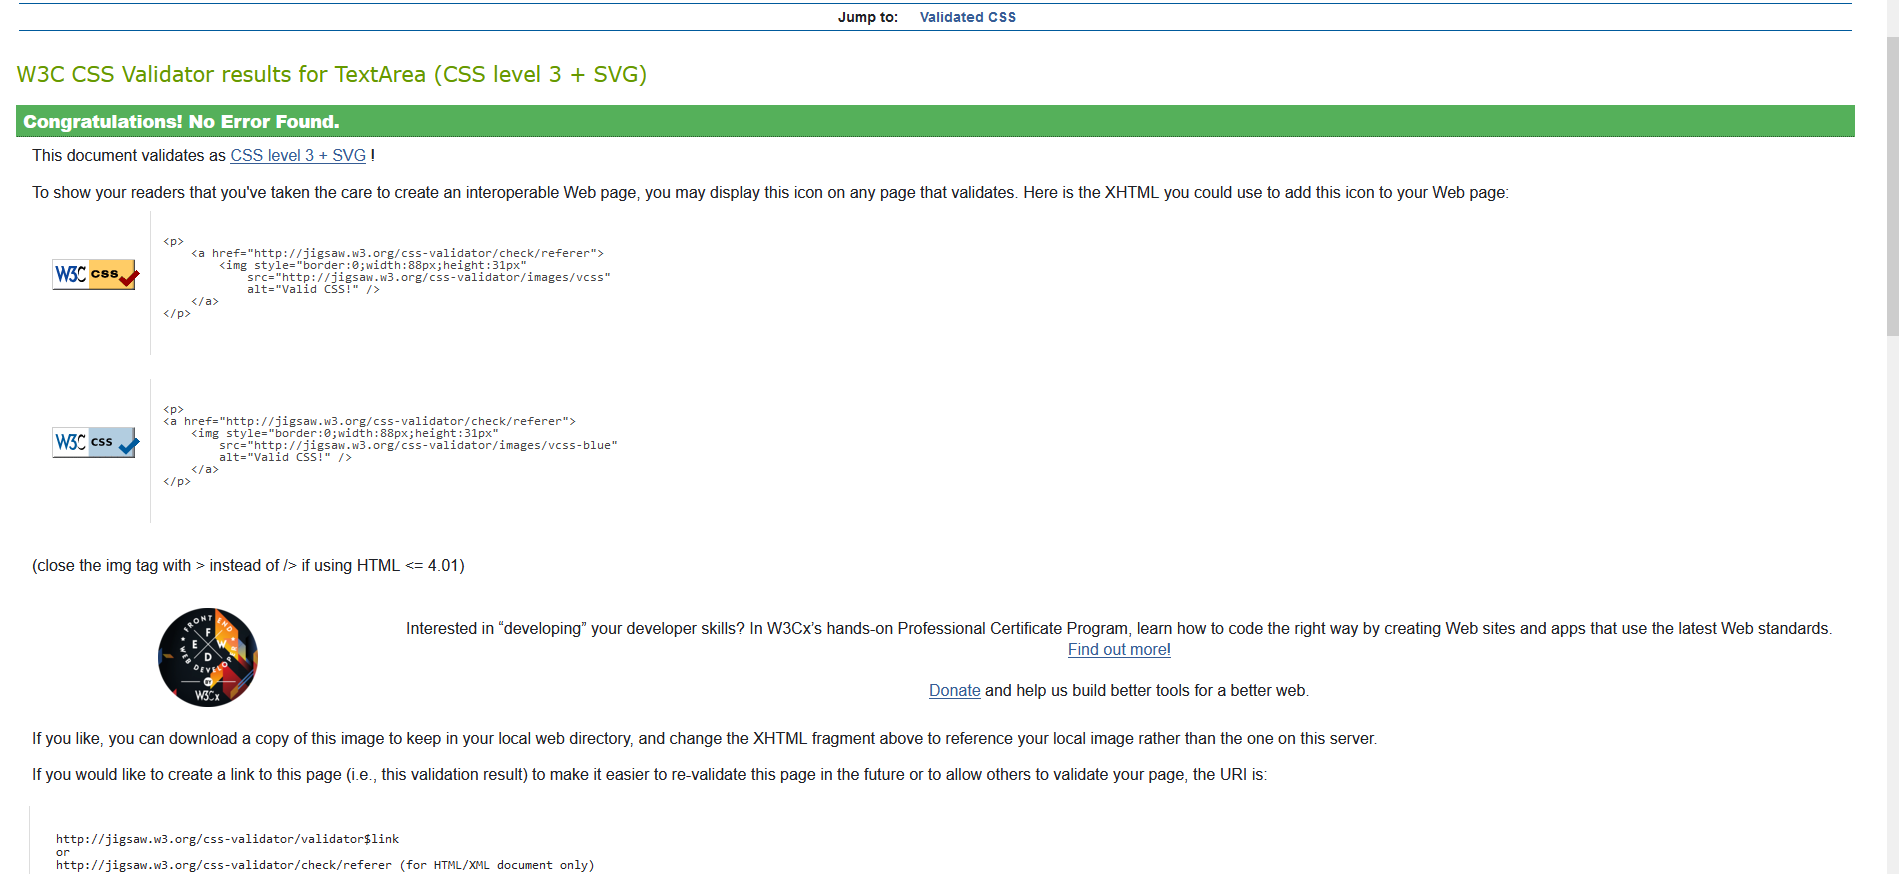 Jump to: Validated CSS
W3C CSS Validator results for TextArea (CSS level 3 + SVG)
Congratulations! No Error Found.
This document validates as CSS level 3 + SVG !
To show your readers that you've taken the care to create an interoperable Web page, you may display this icon on any page that validates. Here is the XHTML you could use to add this icon to your Web page:
W3C css
<p>
    <a href="http://jigsaw.w3.org/css-validator/check/referer">
        <img style="border:0;width:88px;height:31px"
            src="http://jigsaw.w3.org/css-validator/images/vcss"
            alt="Valid CSS!" />
    </a>
</p>
W3C css
<p>
<a href="http://jigsaw.w3.org/css-validator/check/referer">
    <img style="border:0;width:88px;height:31px"
        src="http://jigsaw.w3.org/css-validator/images/vcss-blue"
        alt="Valid CSS!" />
    </a>
</p>
(close the img tag with > instead of /> if using HTML <= 4.01)
FRONT END
F
E W
D
WEB DEVELOPER
BY
W3Cx
Interested in “developing” your developer skills? In W3Cx’s hands-on Professional Certificate Program, learn how to code the right way by creating Web sites and apps that use the latest Web standards.
Find out more!
Donate and help us build better tools for a better web.
If you like, you can download a copy of this image to keep in your local web directory, and change the XHTML fragment above to reference your local image rather than the one on this server.
If you would like to create a link to this page (i.e., this validation result) to make it easier to re-validate this page in the future or to allow others to validate your page, the URI is:
http://jigsaw.w3.org/css-validator/validator$link
or
http://jigsaw.w3.org/css-validator/check/referer (for HTML/XML document only)